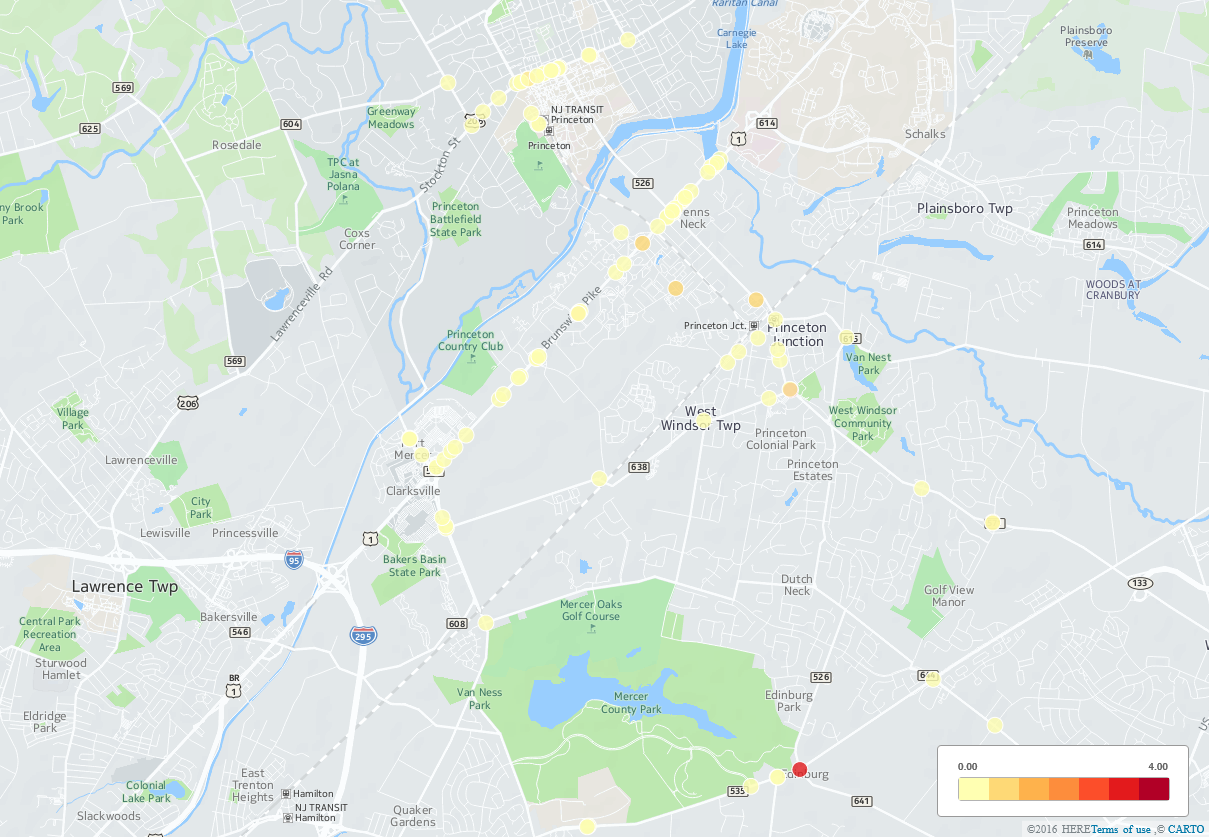 Raritan Canal
Carnegie
Lake
Plainsboro
Preserve
569
604
625
Greenway
Meadows
NJ TRANSIT
Princeton
Princeton
614
1
Schalks
Rosedale
TPC at
Jasna
Polana
Stockton St
526
ny Brook
Park
Princeton
Battlefield
State Park
enns
Neck
Plainsboro Twp
Princeton
Meadows
614
Coxs
Corner
Lawrenceville Rd
WOODS AT
CRANBURY
Pike
Princeton
Country Club
Princeton Jct.
Princeton
Junction
Van Nest
Park
569
206
Village
Park
West
Windsor Twp
West Windsor
Community
Park
Princeton
Colonial Park
Princeton
Estates
638
Lawrenceville
Clarksville
City
Park
Lewisville
Princessville
1
95
Bakers Basin
State Park
Lawrence Twp
Dutch
Neck
Golf View
Manor
133
Mercer Oaks
Golf Course
Bakersville
608
546
295
Central Park
Recreation
Area
Sturwood
Hamlet
BR
1
526
Van Ness
Park
Mercer
County Park
Edinburg
Park
Eldridge
Park
East
Trenton
Heights
Colonial
Lake Park
Hamilton
NJ TRANSIT
Hamilton
Slackwoods
Quaker
Gardens
535
641
US
0.00
4.00
©2016 HERETerms of use ,© CARTO